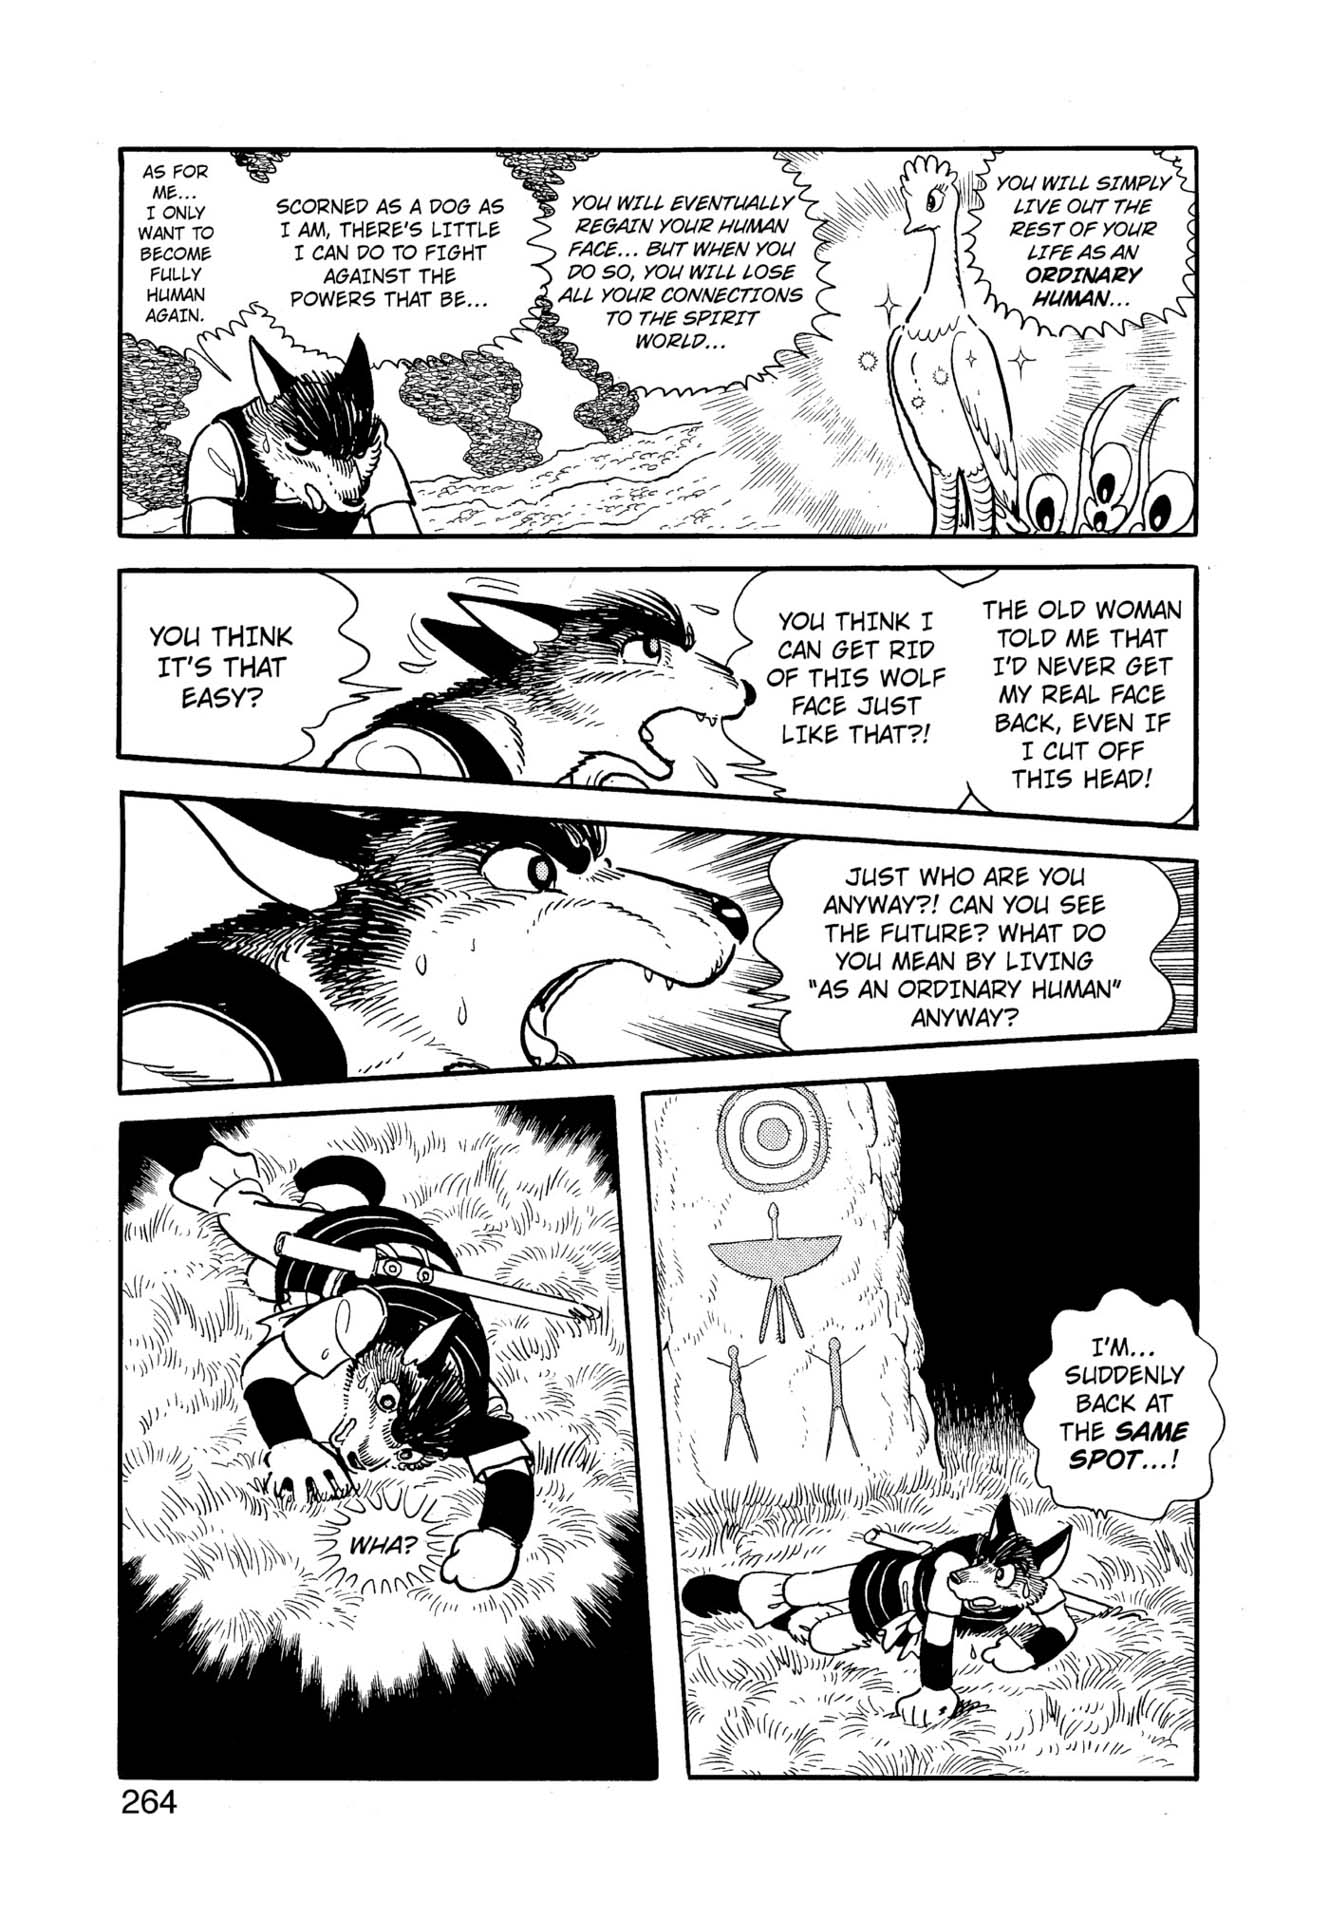 AS FOR
ME...
I ONLY
WANT TO
BECOME
FULLY
HUMAN
AGAIN.
SCORNED AS A DOG AS
I AM, THERE'S LITTLE
I CAN DO TO FIGHT
AGAINST THE
POWERS THAT BE...
YOU WILL EVENTUALLY
REGAIN YOUR HUMAN
FACE... BUT WHEN YOU
DO SO, YOU WILL LOSE
ALL YOUR CONNECTIONS
TO THE SPIRIT
WORLD...
YOU WILL SIMPLY
LIVE OUT THE
REST OF YOUR
LIFE AS AN
ORDINARY
HUMAN...
YOU THINK
IT'S THAT
EASY?
YOU THINK I
CAN GET RID
OF THIS WOLF
FACE JUST
LIKE THAT?!
THE OLD WOMAN
TOLD ME THAT
I'D NEVER GET
MY REAL FACE
BACK, EVEN IF
I CUT OFF
THIS HEAD!
JUST WHO ARE YOU
ANYWAY?! CAN YOU SEE
THE FUTURE? WHAT DO
YOU MEAN BY LIVING
"AS AN ORDINARY HUMAN"
ANYWAY?
WHA?
I'M...
SUDDENLY
BACK AT
THE SAME
SPOT...!
264